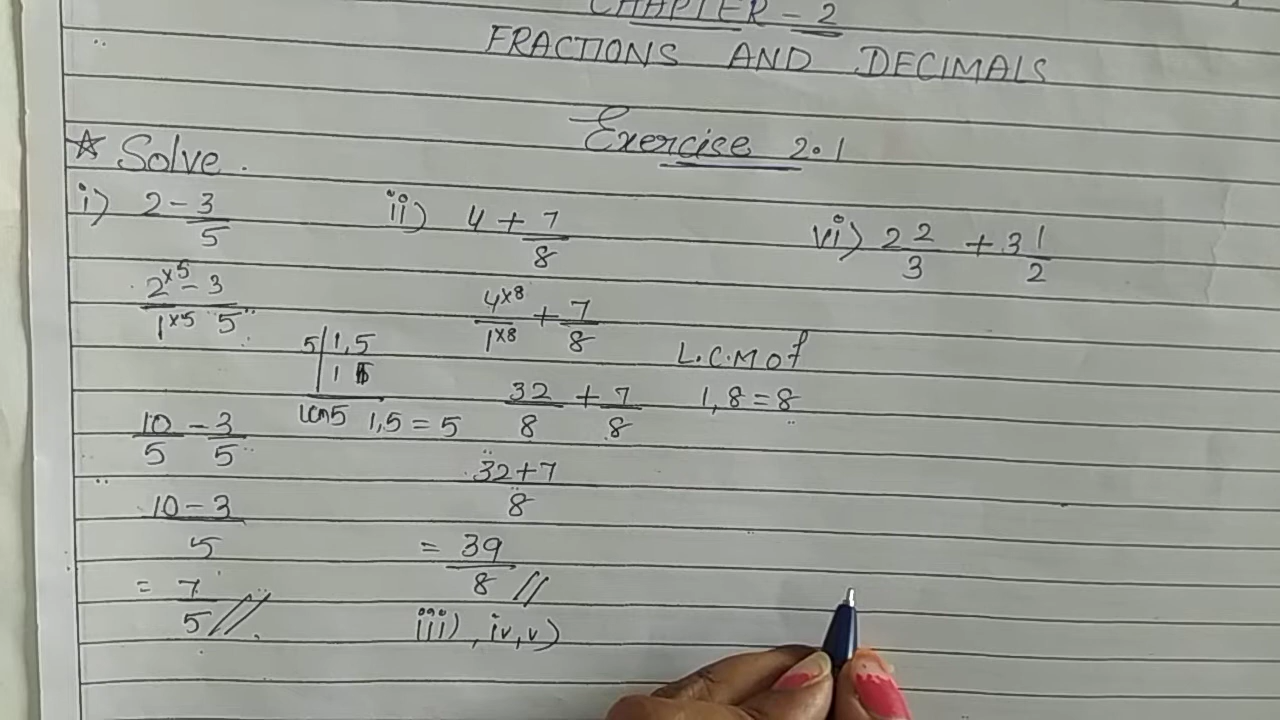 CHAPTER - 2
FRACTIONS AND DECIMALS
Exercise 2.1
☆ Solve.
i) 2 - 3/5
2×5/1×5 - 3/5
5 | 1, 5
1
lcm 1,5 = 5
10/5 - 3/5
10 - 3/5
= 7/5 //
ii) 4 + 7/8
4×8/1×8 + 7/8
L.C.M of
1, 8 = 8
32/8 + 7/8
32 + 7/8
= 39/8 //
iii), iv, v)
vi) 2 2/3 + 3 1/2